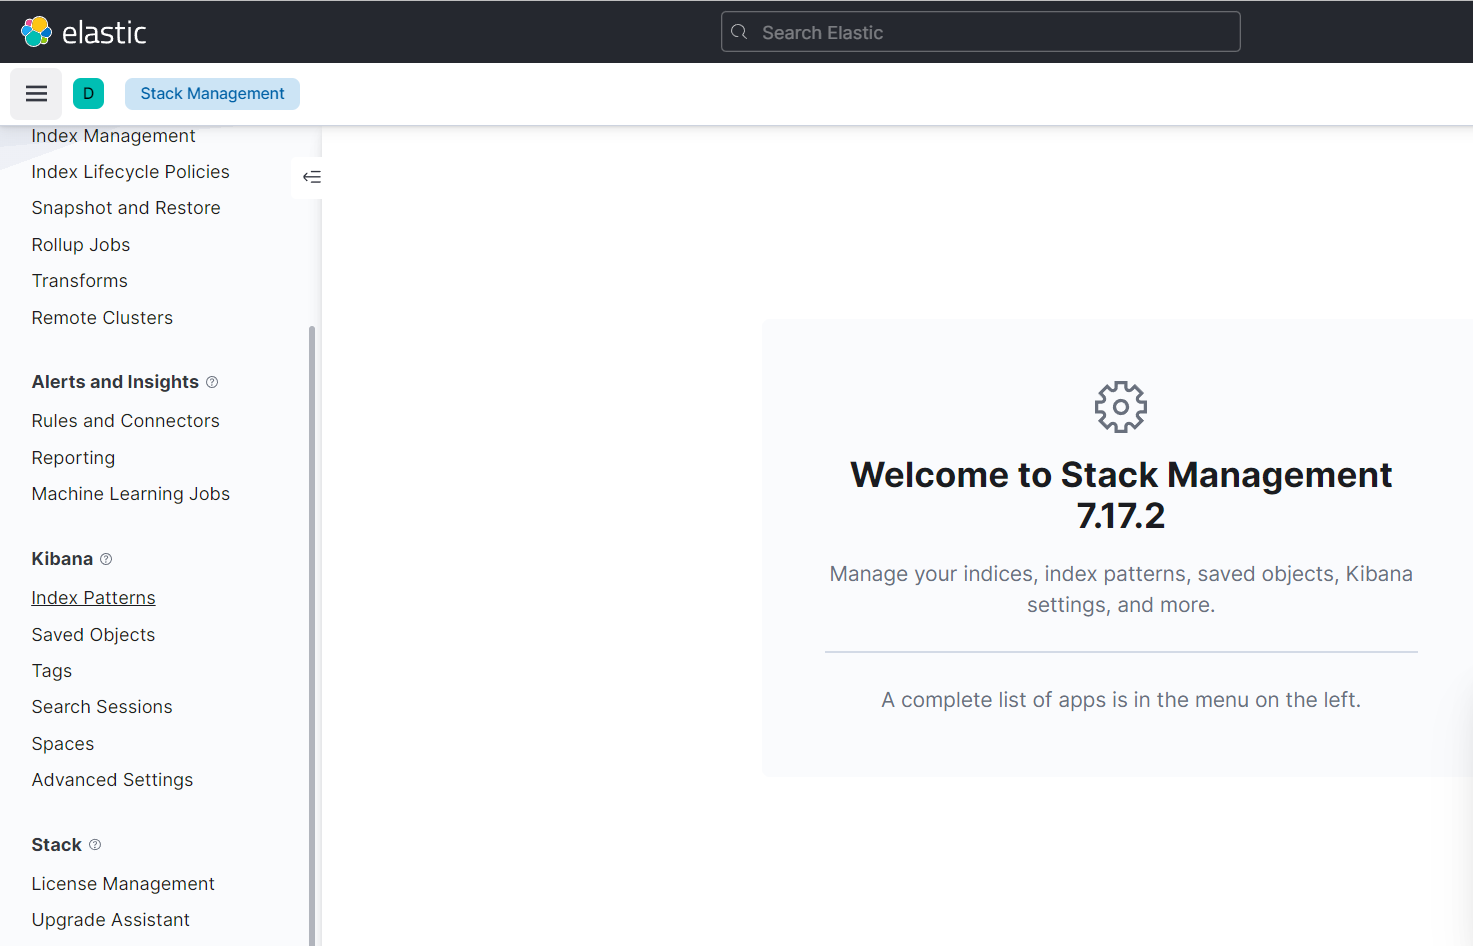 elastic
Search Elastic
D
Stack Management
Index Management
Index Lifecycle Policies
Snapshot and Restore
Rollup Jobs
Transforms
Remote Clusters
Alerts and Insights
Rules and Connectors
Reporting
Machine Learning Jobs
Kibana
Index Patterns
Saved Objects
Tags
Search Sessions
Spaces
Advanced Settings
Stack
License Management
Upgrade Assistant
Welcome to Stack Management
7.17.2
Manage your indices, index patterns, saved objects, Kibana
settings, and more.
A complete list of apps is in the menu on the left.